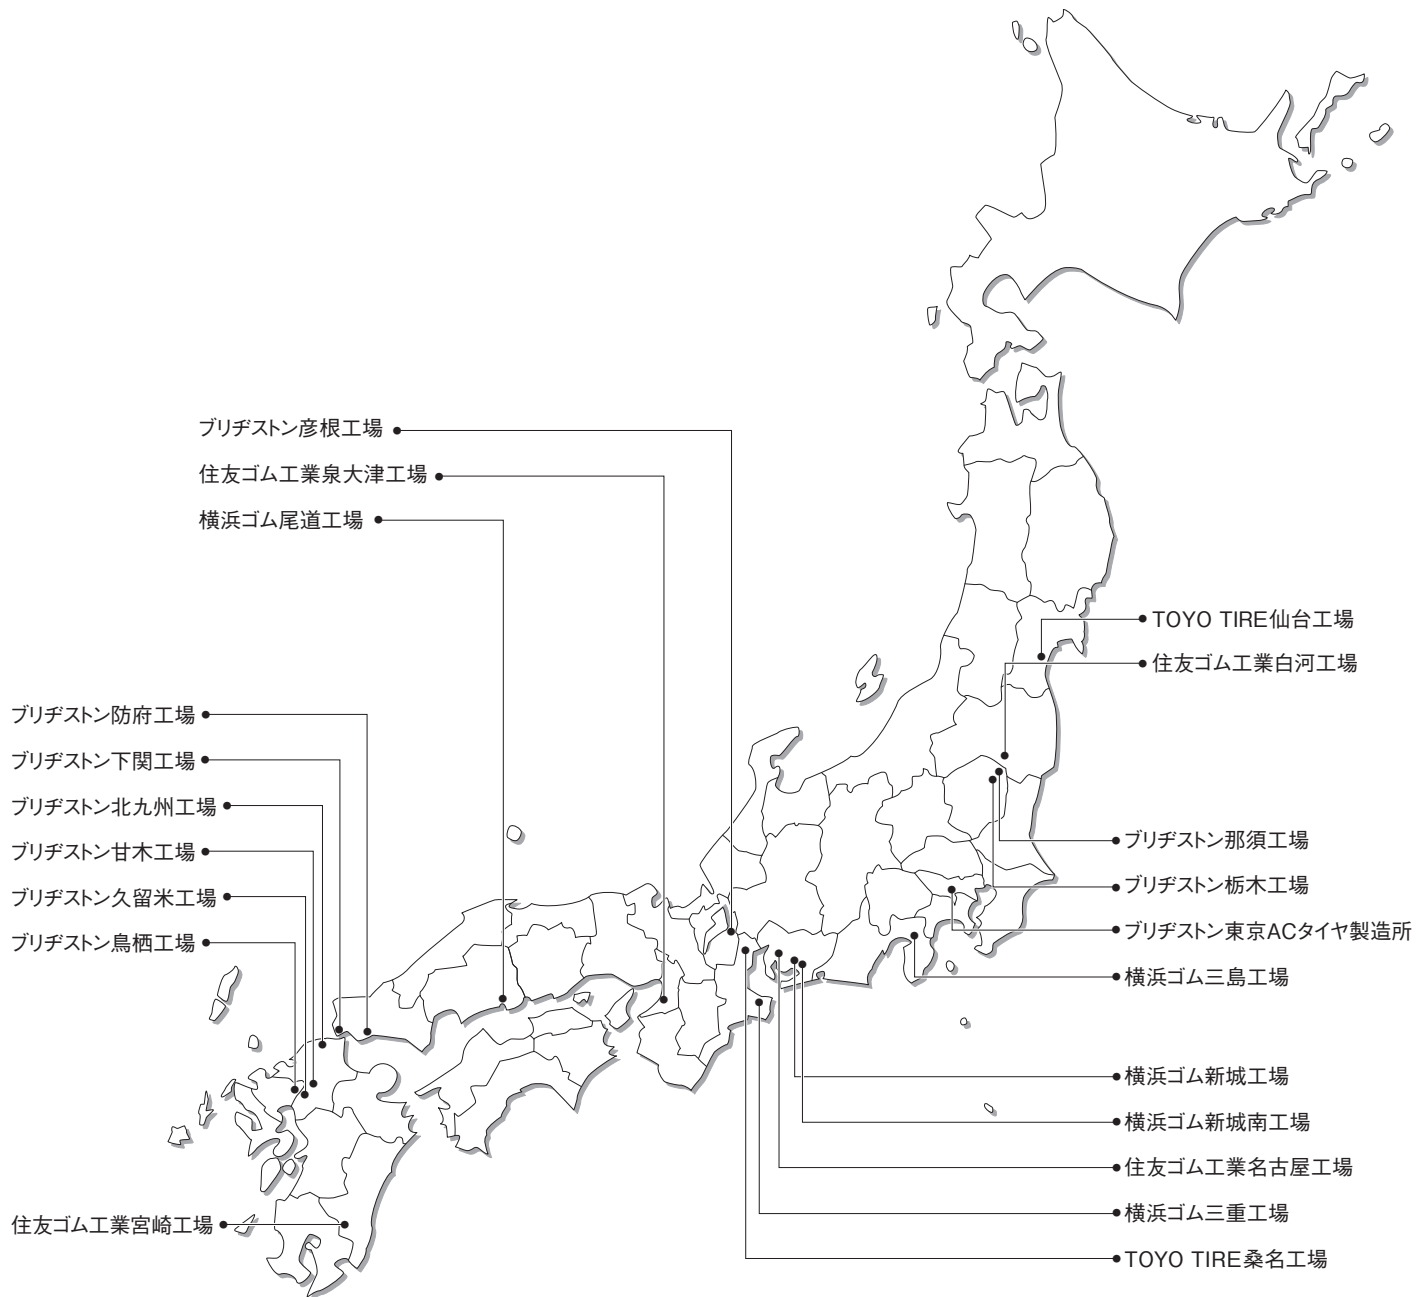 ブリヂストン彦根工場
住友ゴム工業泉大津工場
横浜ゴム尾道工場
TOYO TIRE仙台工場
住友ゴム工業白河工場
ブリヂストン防府工場
ブリヂストン下関工場
ブリヂストン北九州工場
ブリヂストン甘木工場
ブリヂストン久留米工場
ブリヂストン鳥栖工場
ブリヂストン那須工場
ブリヂストン栃木工場
ブリヂストン東京ACタイヤ製造所
横浜ゴム三島工場
横浜ゴム新城工場
横浜ゴム新城南工場
住友ゴム工業名古屋工場
横浜ゴム三重工場
TOYO TIRE桑名工場
住友ゴム工業宮崎工場